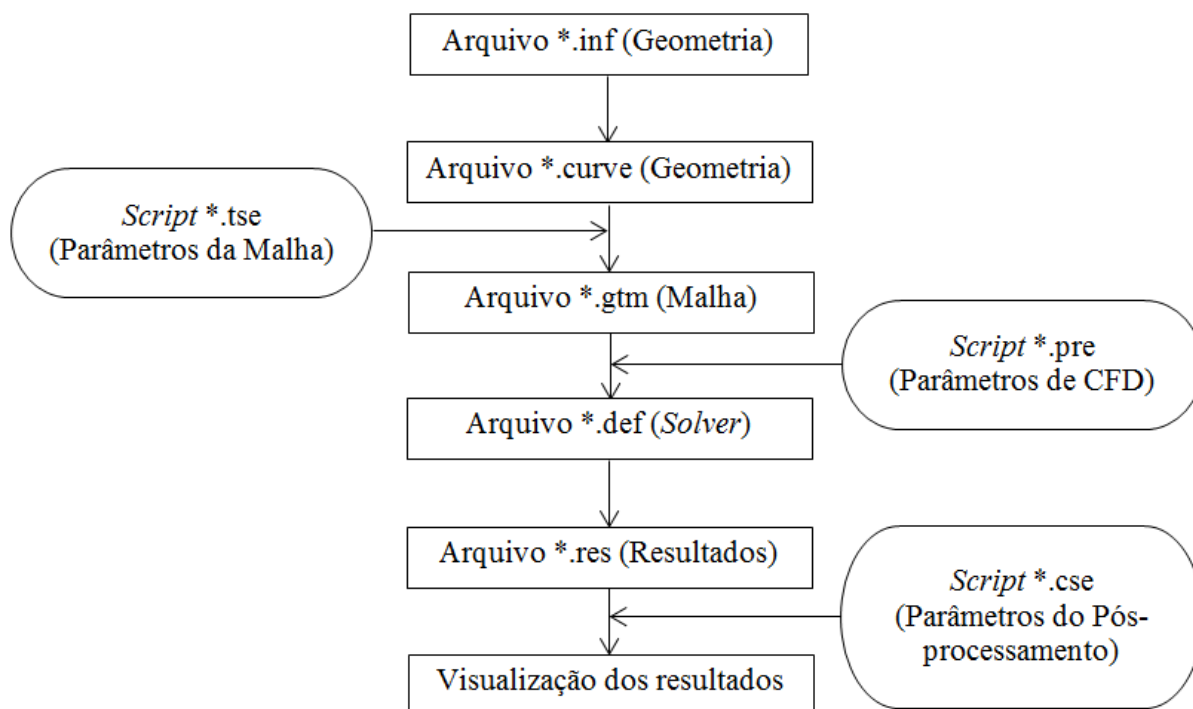 Arquivo *.inf (Geometria)
Arquivo *.curve (Geometria)
Script *.tse
(Parâmetros da Malha)
Arquivo *.gtm (Malha)
Script *.pre
(Parâmetros de CFD)
Arquivo *.def (Solver)
Arquivo *.res (Resultados)
Script *.cse
(Parâmetros do Pós-
processamento)
Visualização dos resultados